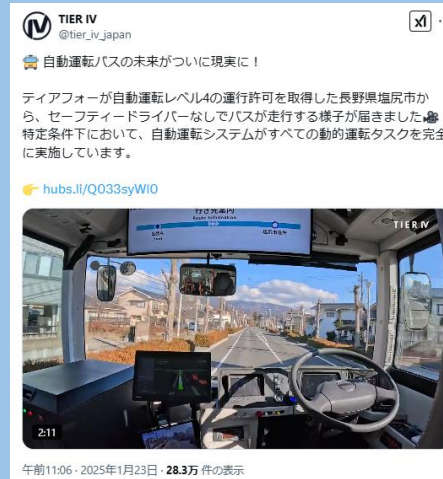 TIER IV
@tier_iv_japan
🚎 自動運転バスの未来がついに現実に！
ティアフォーが自動運転レベル4の運行許可を取得した長野県塩尻市か
ら、セーフティードライバーなしでバスが走行する様子が届きました🎥
特定条件下において、自動運転システムがすべての動的運転タスクを完全
に実施しています。
👉 hubs.li/Q033syWl0
行き先案内
TIER IV
2:11
午前11:06 · 2025年1月23日 · 28.3万 件の表示